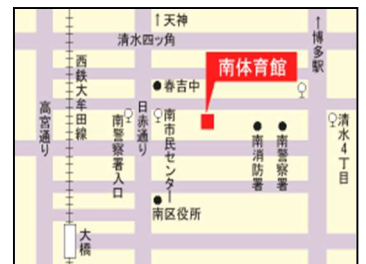 ↑天神
清水四ッ角
↑博多駅
南体育館
西鉄大牟田線
春吉中
高宮通り
日赤通り
南警察署入口
南市民センター
南消防署
南警察署
清水4丁目
南区役所
大橋